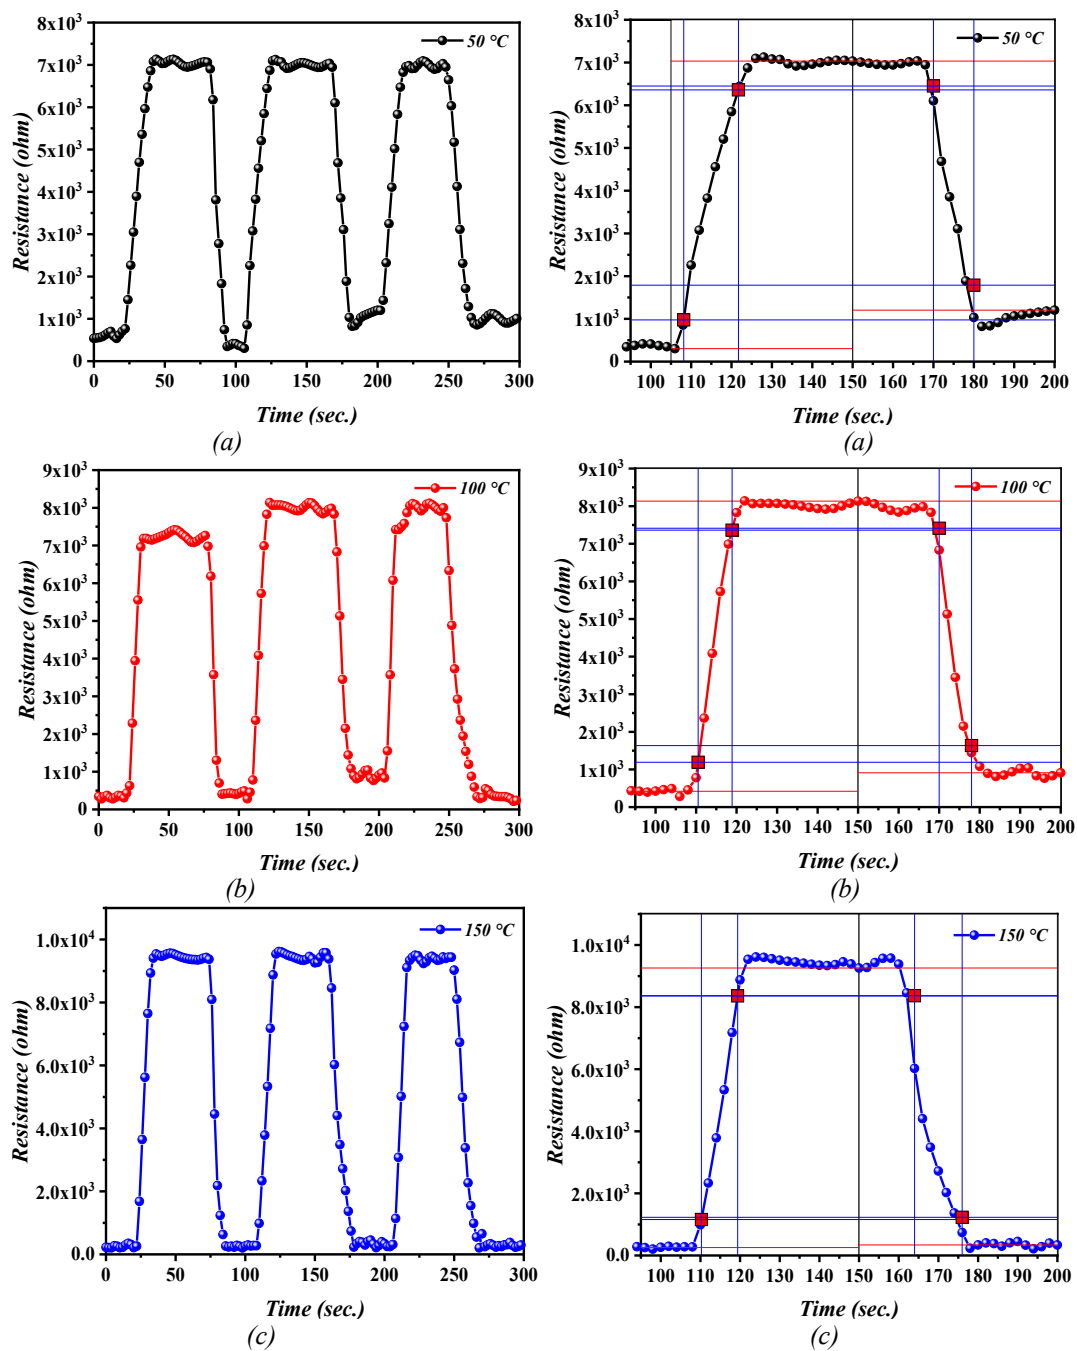 8x10³
7x10³
6x10³
5x10³
4x10³
3x10³
2x10³
1x10³
0
Resistance (ohm)
50 °C
0 50 100 150 200 250 300
Time (sec.)
(a)
8x10³
7x10³
6x10³
5x10³
4x10³
3x10³
2x10³
1x10³
0
Resistance (ohm)
50 °C
100 110 120 130 140 150 160 170 180 190 200
Time (sec.)
(a)
9x10³
8x10³
7x10³
6x10³
5x10³
4x10³
3x10³
2x10³
1x10³
0
Resistance (ohm)
100 °C
0 50 100 150 200 250 300
Time (sec.)
(b)
9x10³
8x10³
7x10³
6x10³
5x10³
4x10³
3x10³
2x10³
1x10³
0
Resistance (ohm)
100 °C
100 110 120 130 140 150 160 170 180 190 200
Time (sec.)
(b)
1.0x10⁴
8.0x10³
6.0x10³
4.0x10³
2.0x10³
0.0
Resistance (ohm)
150 °C
0 50 100 150 200 250 300
Time (sec.)
(c)
1.0x10⁴
8.0x10³
6.0x10³
4.0x10³
2.0x10³
0.0
Resistance (ohm)
150 °C
100 110 120 130 140 150 160 170 180 190 200
Time (sec.)
(c)